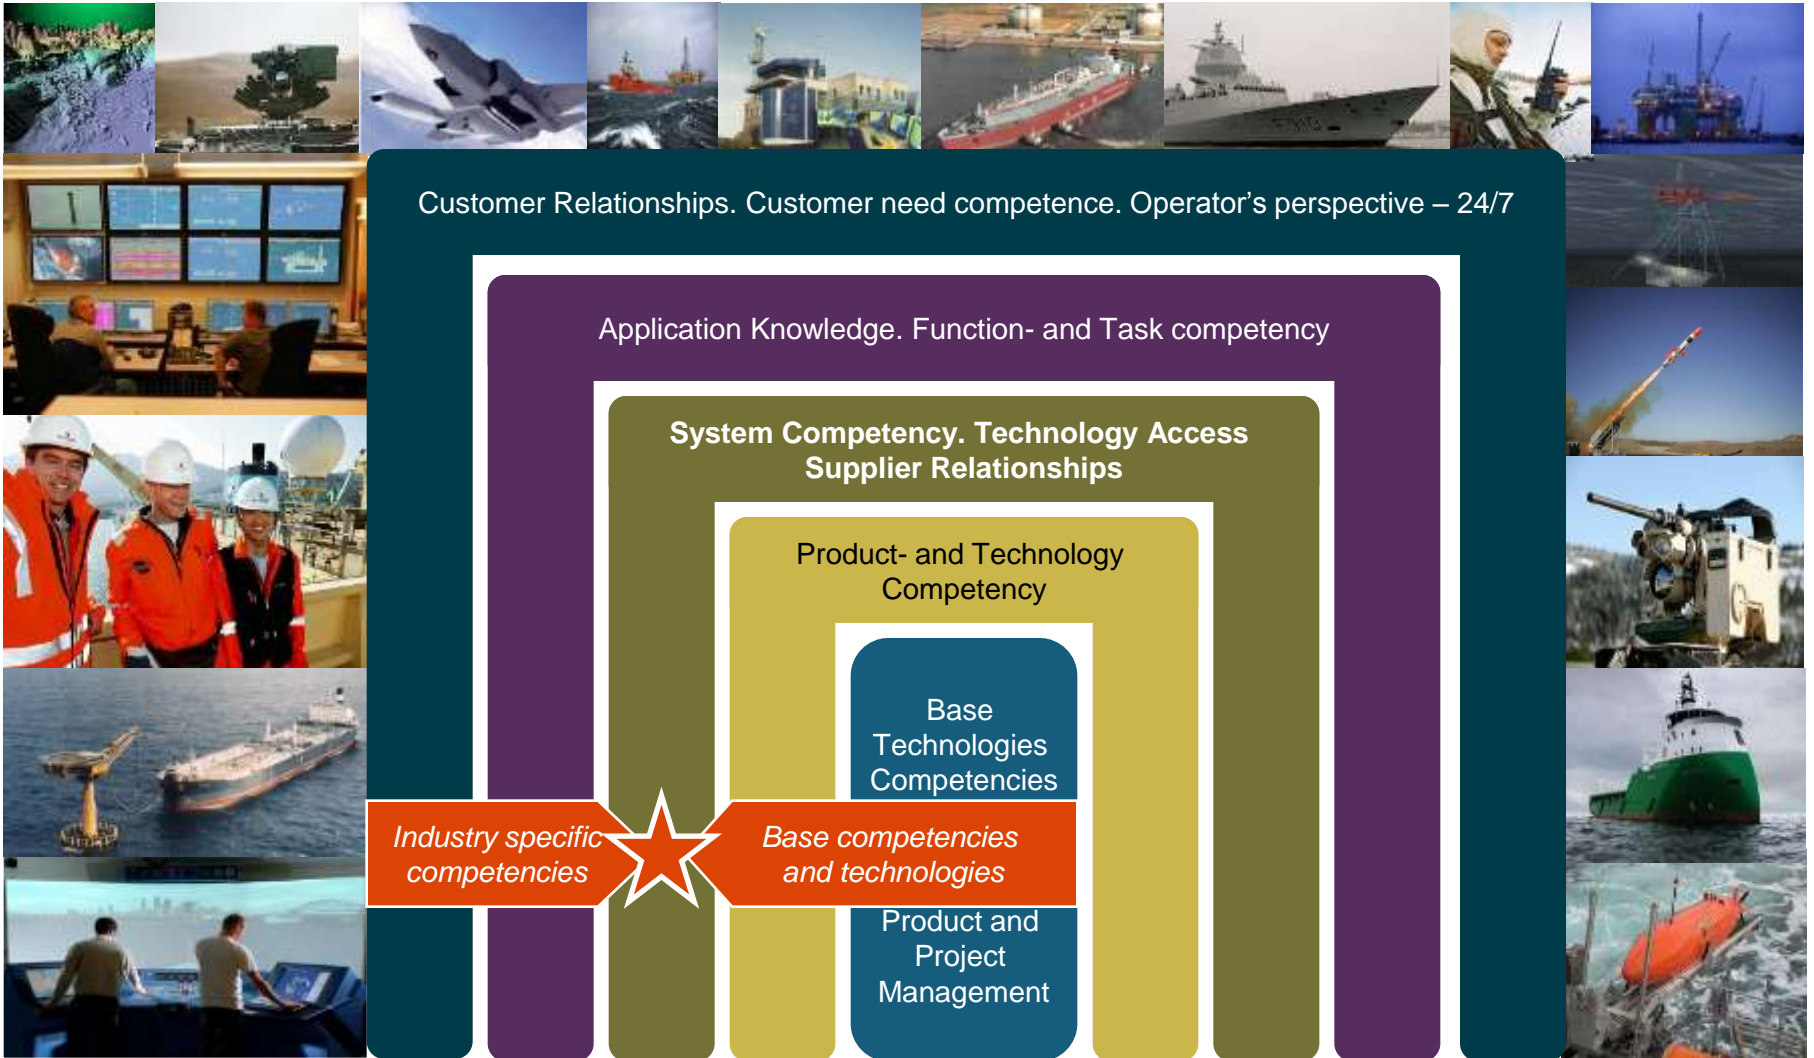 Customer Relationships. Customer need competence. Operator’s perspective – 24/7
Application Knowledge. Function- and Task competency
System Competency. Technology Access
Supplier Relationships
Product- and Technology
Competency
Base
Technologies
Competencies
Industry specific
competencies
Base competencies
and technologies
Product and
Project
Management